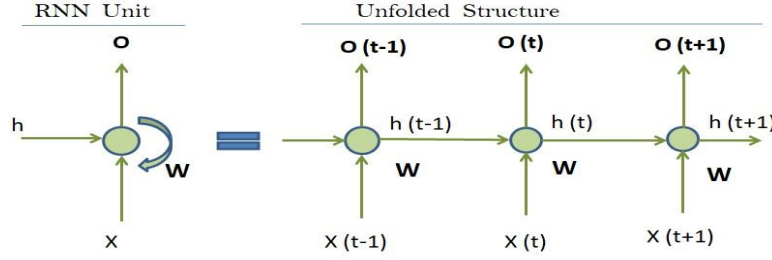 RNN Unit
Unfolded Structure
O
O (t-1)
O (t)
O (t+1)
h
h (t-1)
h (t)
h (t+1)
W
W
W
W
X
X (t-1)
X (t)
X (t+1)